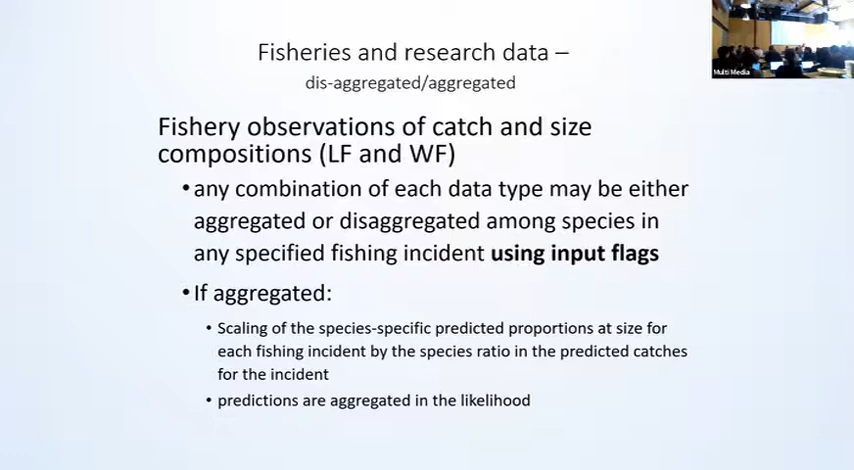 Fisheries and research data –
dis-aggregated/aggregated
Fishery observations of catch and size
compositions (LF and WF)
• any combination of each data type may be either
aggregated or disaggregated among species in
any specified fishing incident using input flags
• If aggregated:
• Scaling of the species-specific predicted proportions at size for
each fishing incident by the species ratio in the predicted catches
for the incident
• predictions are aggregated in the likelihood
Multi Media